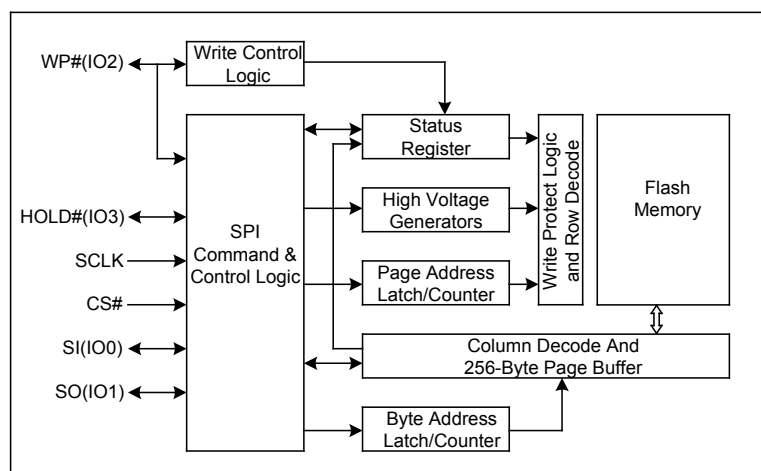 WP#(IO2)
Write Control
Logic
HOLD#(IO3)
SCLK
CS#
SI(IO0)
SO(IO1)
SPI
Command &
Control Logic
Status
Register
High Voltage
Generators
Page Address
Latch/Counter
Write Protect Logic
and Row Decode
Flash
Memory
Column Decode And
256-Byte Page Buffer
Byte Address
Latch/Counter